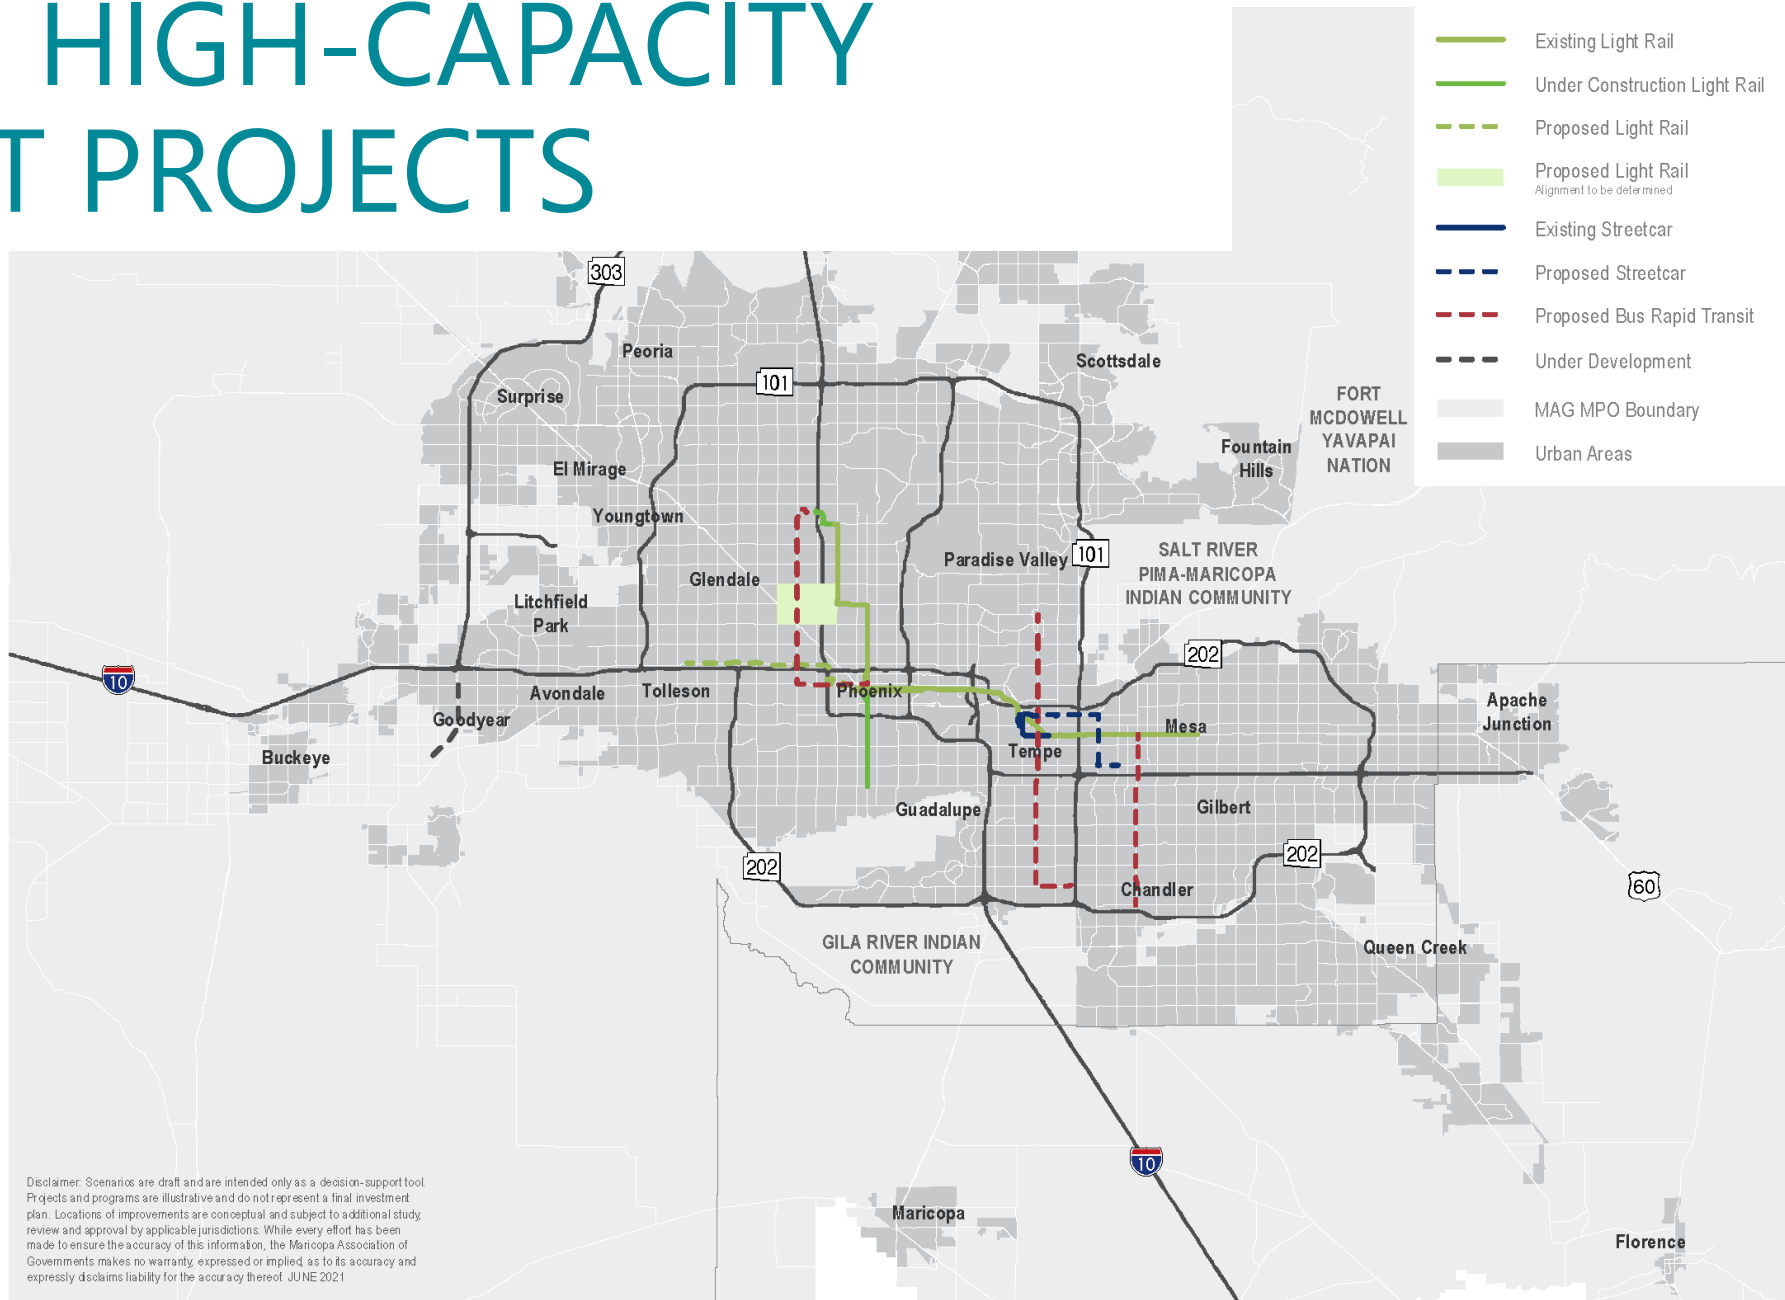 HIGH-CAPACITY
T PROJECTS
Existing Light Rail
Under Construction Light Rail
Proposed Light Rail
Proposed Light Rail
Alignment to be determined
Existing Streetcar
Proposed Streetcar
Proposed Bus Rapid Transit
Under Development
MAG MPO Boundary
Urban Areas
303
Peoria
Scottsdale
101
Surprise
FORT
MCDOWELL
YAVAPAI
NATION
Fountain
Hills
El Mirage
Youngtown
Paradise Valley
101
SALT RIVER
PIMA-MARICOPA
INDIAN COMMUNITY
Glendale
Litchfield
Park
202
10
Avondale
Tolleson
Phoenix
Apache
Junction
Goodyear
Mesa
Buckeye
Tempe
Guadalupe
Gilbert
202
202
Chandler
60
GILA RIVER INDIAN
COMMUNITY
Queen Creek
10
Maricopa
Florence
Disclaimer: Scenarios are draft and are intended only as a decision-support tool.
Projects and programs are illustrative and do not represent a final investment
plan. Locations of improvements are conceptual and subject to additional study,
review and approval by applicable jurisdictions. While every effort has been
made to ensure the accuracy of this information, the Maricopa Association of
Governments makes no warranty, expressed or implied, as to its accuracy and
expressly disclaims liability for the accuracy thereof. JUNE 2021